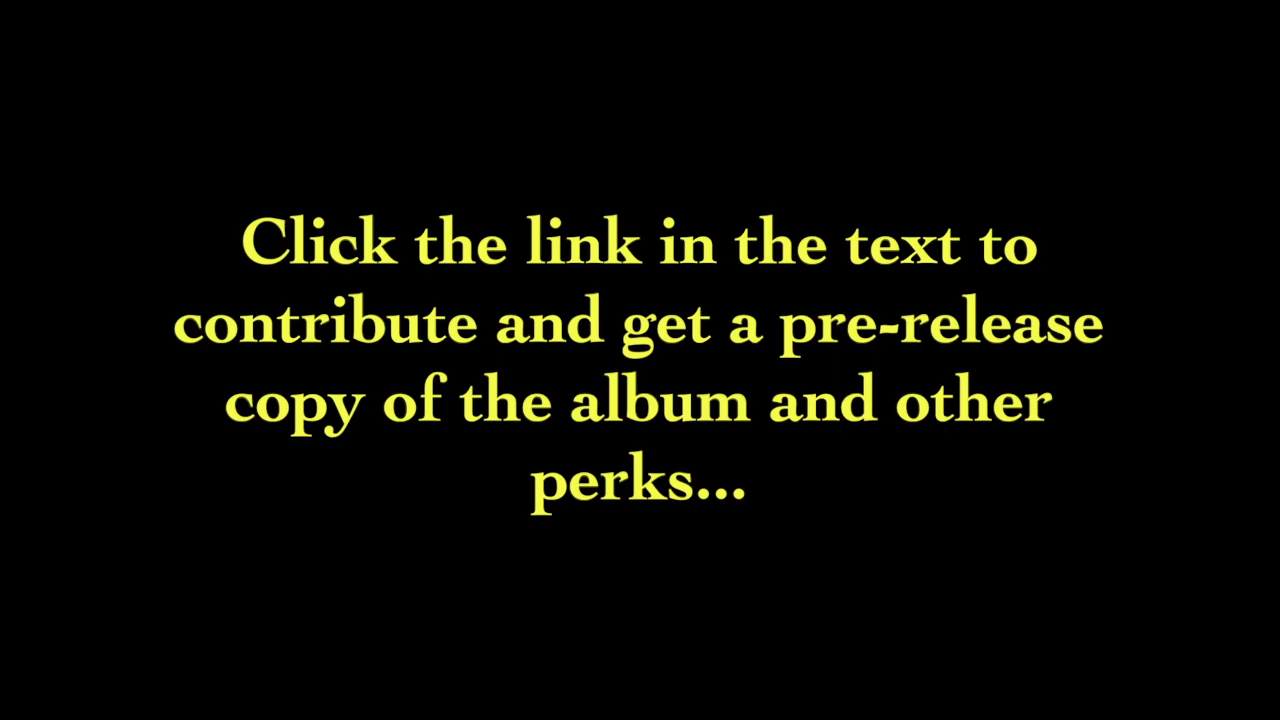 Click the link in the text to
contribute and get a pre-release
copy of the album and other
perks...